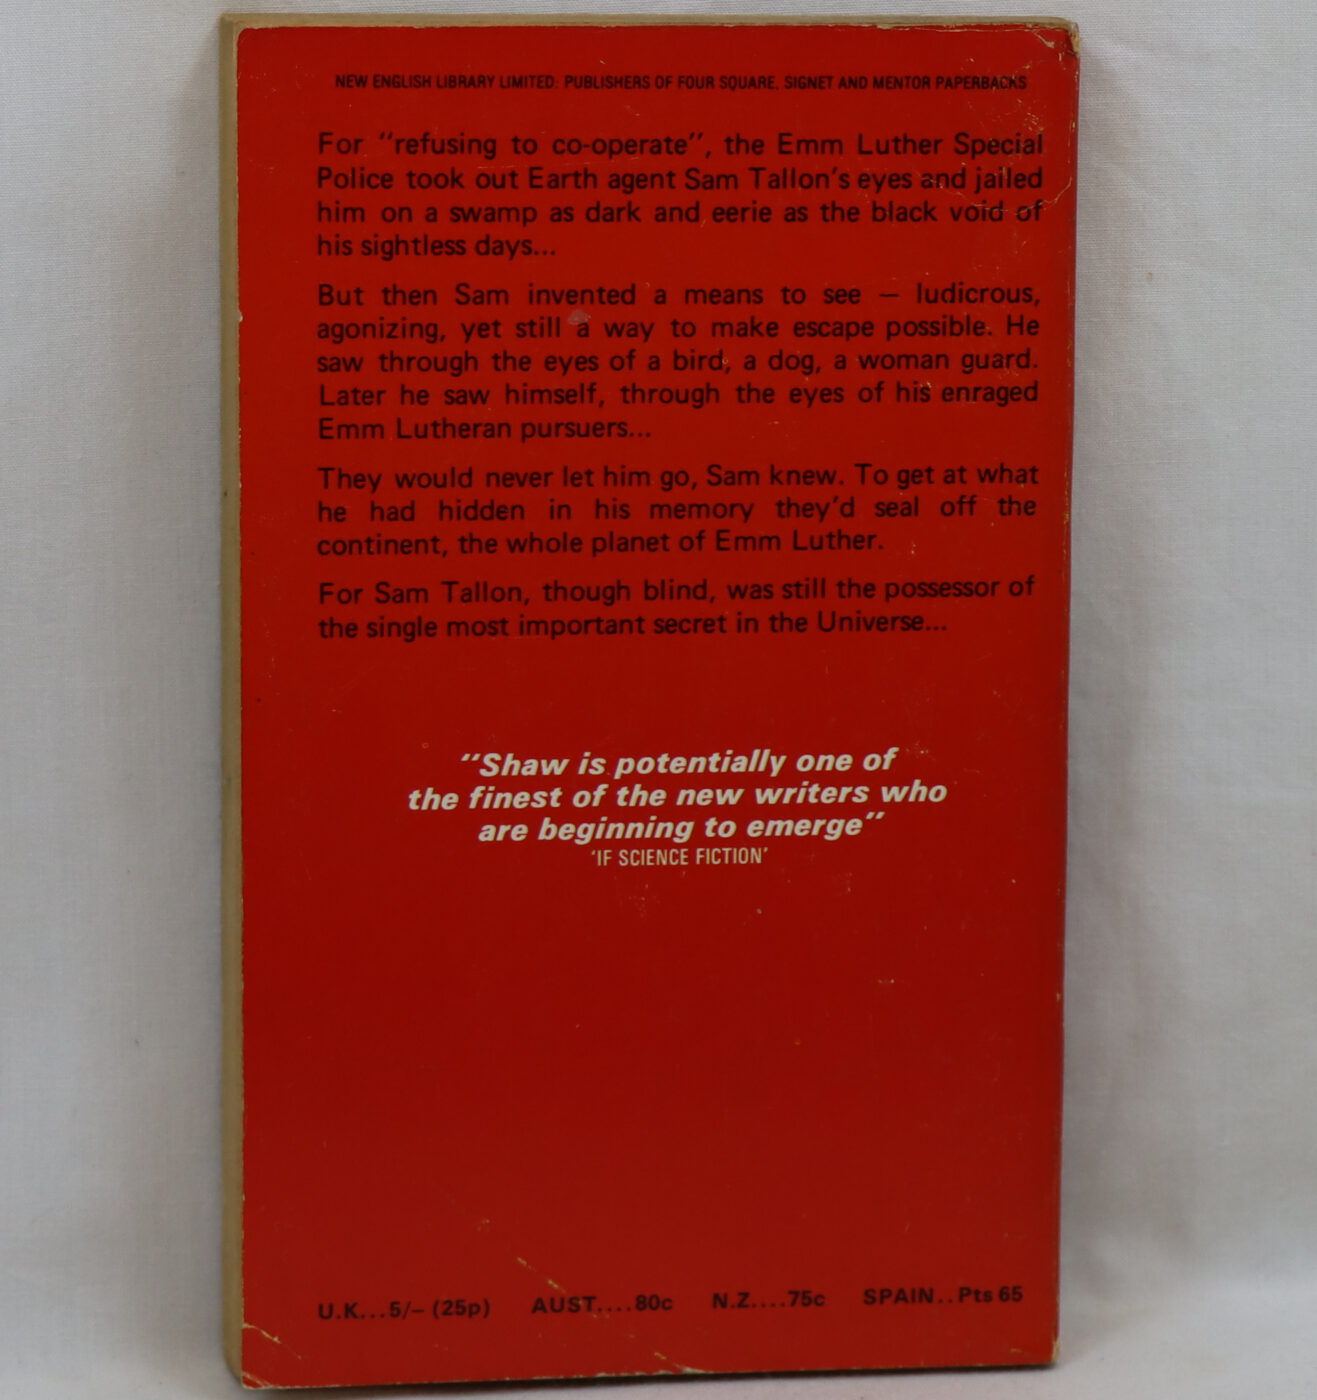 NEW ENGLISH LIBRARY LIMITED: PUBLISHERS OF FOUR SQUARE, SIGNET AND MENTOR PAPERBACKS
For "refusing to co-operate", the Emm Luther Special
Police took out Earth agent Sam Tallon's eyes and jailed
him on a swamp as dark and eerie as the black void of
his sightless days...
But then Sam invented a means to see – ludicrous,
agonizing, yet still a way to make escape possible. He
saw through the eyes of a bird, a dog, a woman guard.
Later he saw himself, through the eyes of his enraged
Emm Lutheran pursuers...
They would never let him go, Sam knew. To get at what
he had hidden in his memory they'd seal off the
continent, the whole planet of Emm Luther.
For Sam Tallon, though blind, was still the possessor of
the single most important secret in the Universe...
"Shaw is potentially one of
the finest of the new writers who
are beginning to emerge"
'IF SCIENCE FICTION'
U.K...5/– (25p) AUST....80c N.Z....75c SPAIN..Pts 65